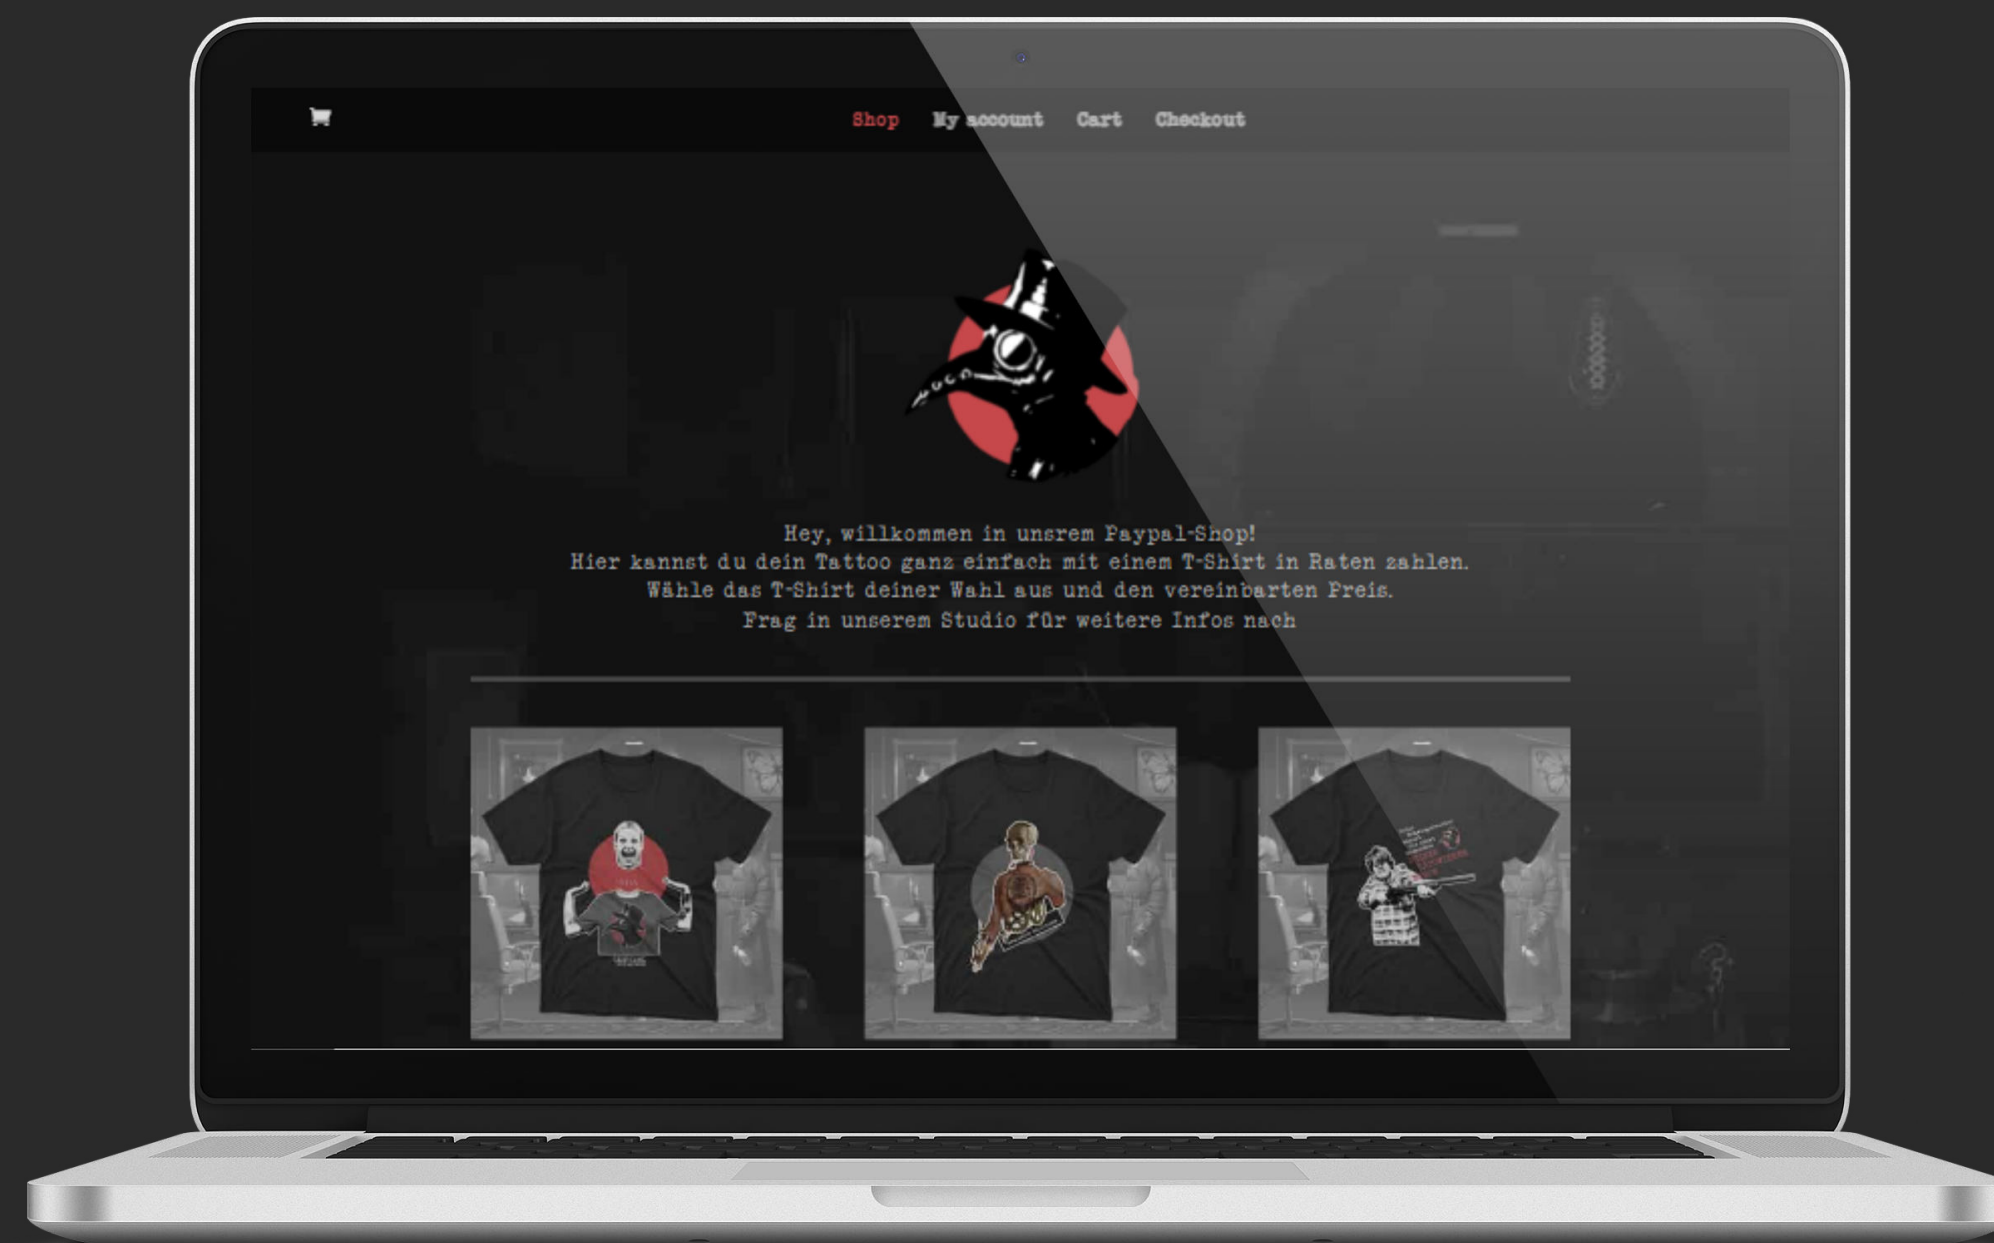 Shop My account Cart Checkout
Hey, willkommen in unsrem Paypal-Shop!
Hier kannst du dein Tattoo ganz einfach mit einem T-Shirt in Raten zahlen.
Wähle das T-Shirt deiner Wahl aus und den vereinbarten Preis.
Frag in unserem Studio für weitere Infos nach